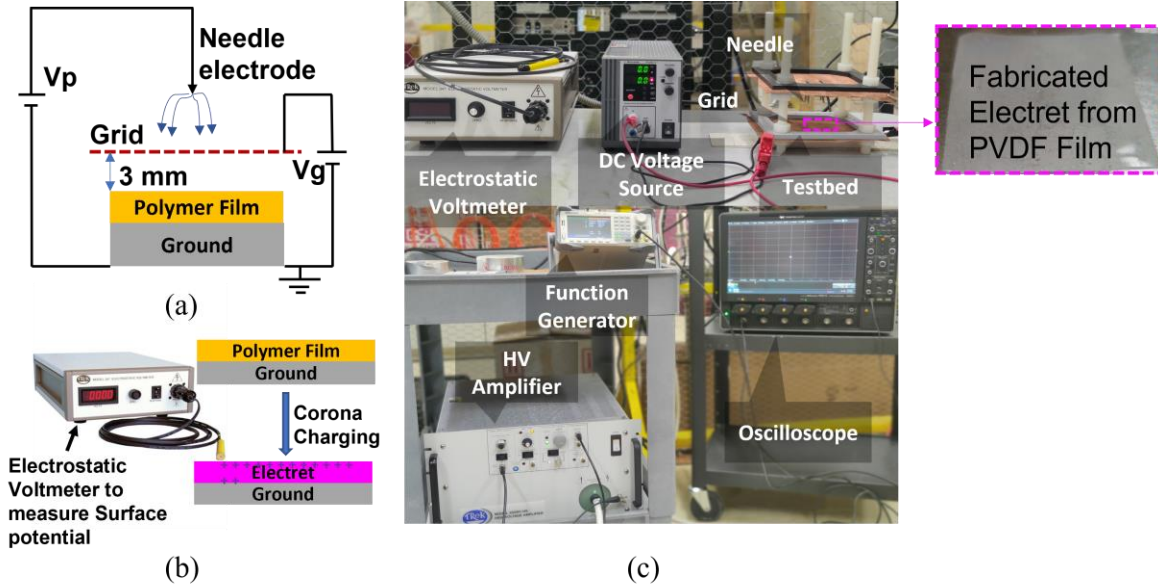 Needle
electrode
Vp
Grid
Vg
3 mm
Polymer Film
Ground
(a)
Polymer Film
Ground
Corona
Charging
Electret
Ground
Electrostatic
Voltmeter to
measure Surface
potential
(b)
Needle
Grid
Electrostatic
Voltmeter
DC Voltage
Source
Testbed
Function
Generator
HV
Amplifier
Oscilloscope
TREK
(c)
Fabricated
Electret from
PVDF Film